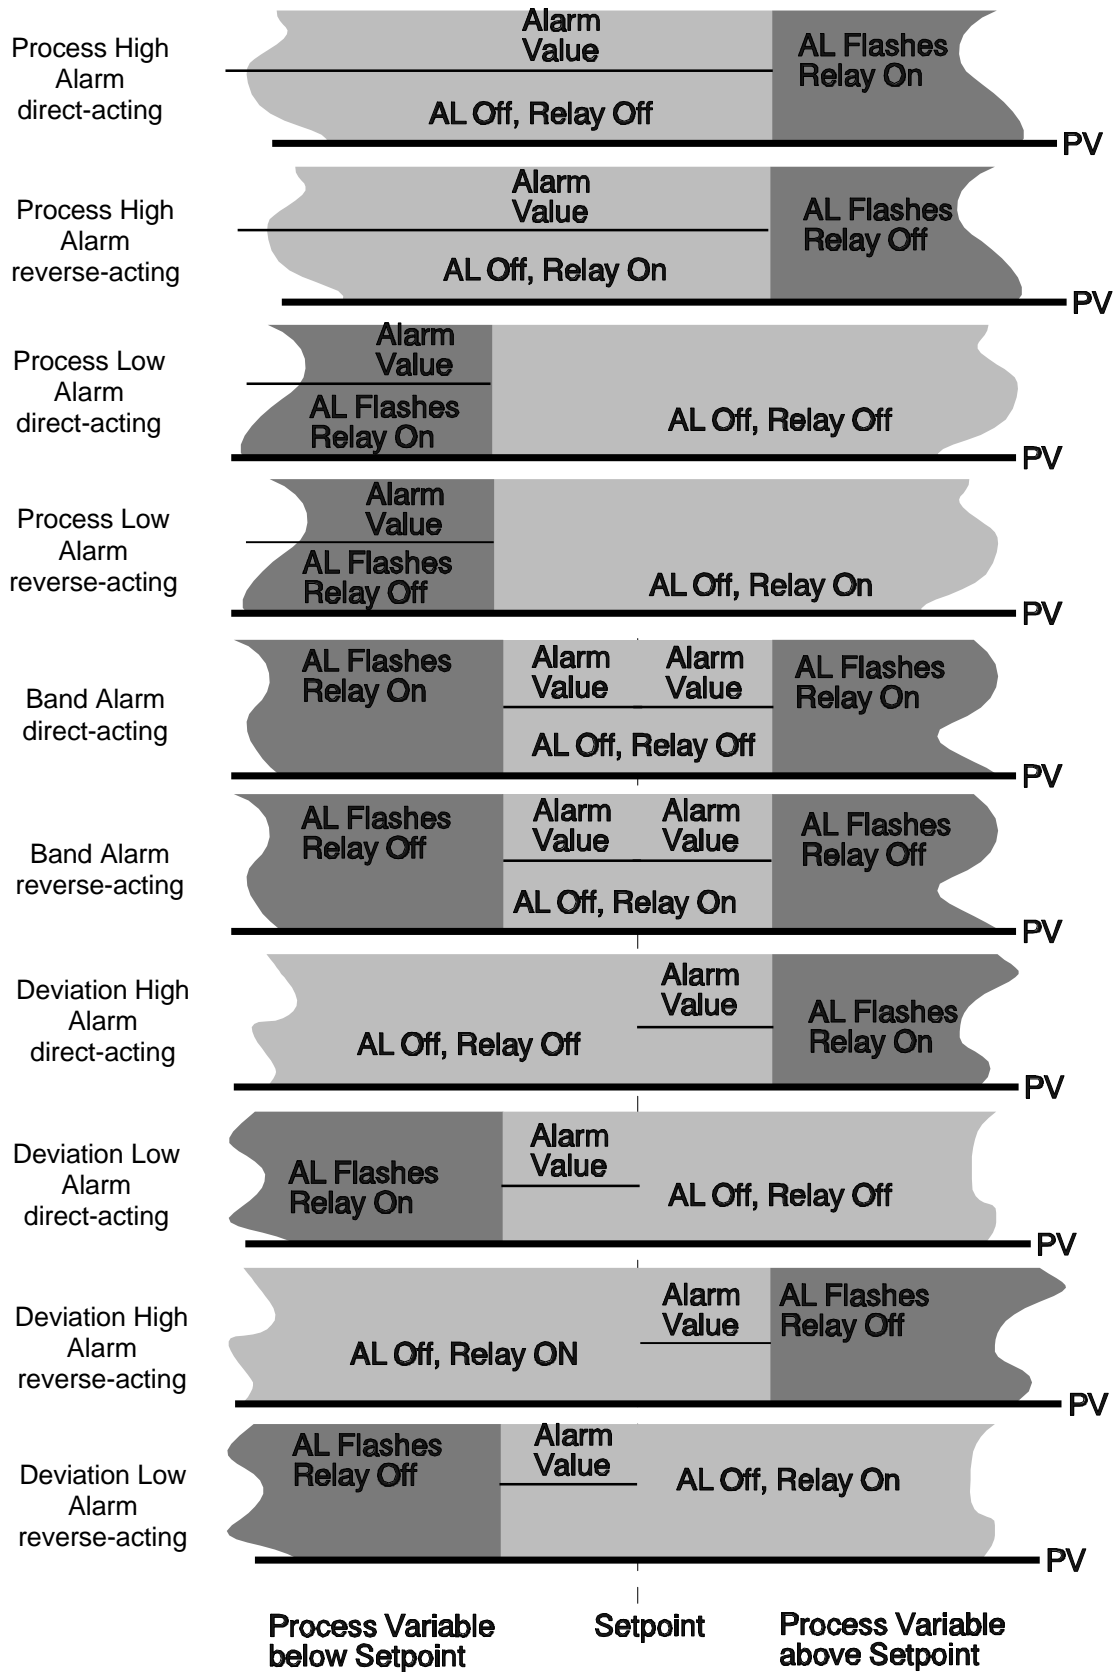 Process High
Alarm
direct-acting
Alarm
Value
AL Off, Relay Off
AL Flashes
Relay On
PV
Process High
Alarm
reverse-acting
Alarm
Value
AL Off, Relay On
AL Flashes
Relay Off
PV
Process Low
Alarm
direct-acting
Alarm
Value
AL Flashes
Relay On
AL Off, Relay Off
PV
Process Low
Alarm
reverse-acting
Alarm
Value
AL Flashes
Relay Off
AL Off, Relay On
PV
Band Alarm
direct-acting
AL Flashes
Relay On
Alarm
Value
Alarm
Value
AL Off, Relay Off
AL Flashes
Relay On
PV
Band Alarm
reverse-acting
AL Flashes
Relay Off
Alarm
Value
Alarm
Value
AL Off, Relay On
AL Flashes
Relay Off
PV
Deviation High
Alarm
direct-acting
AL Off, Relay Off
Alarm
Value
AL Flashes
Relay On
PV
Deviation Low
Alarm
direct-acting
AL Flashes
Relay On
Alarm
Value
AL Off, Relay Off
PV
Deviation High
Alarm
reverse-acting
AL Off, Relay ON
Alarm
Value
AL Flashes
Relay Off
PV
Deviation Low
Alarm
reverse-acting
AL Flashes
Relay Off
Alarm
Value
AL Off, Relay On
PV
Process Variable
below Setpoint
Setpoint
Process Variable
above Setpoint